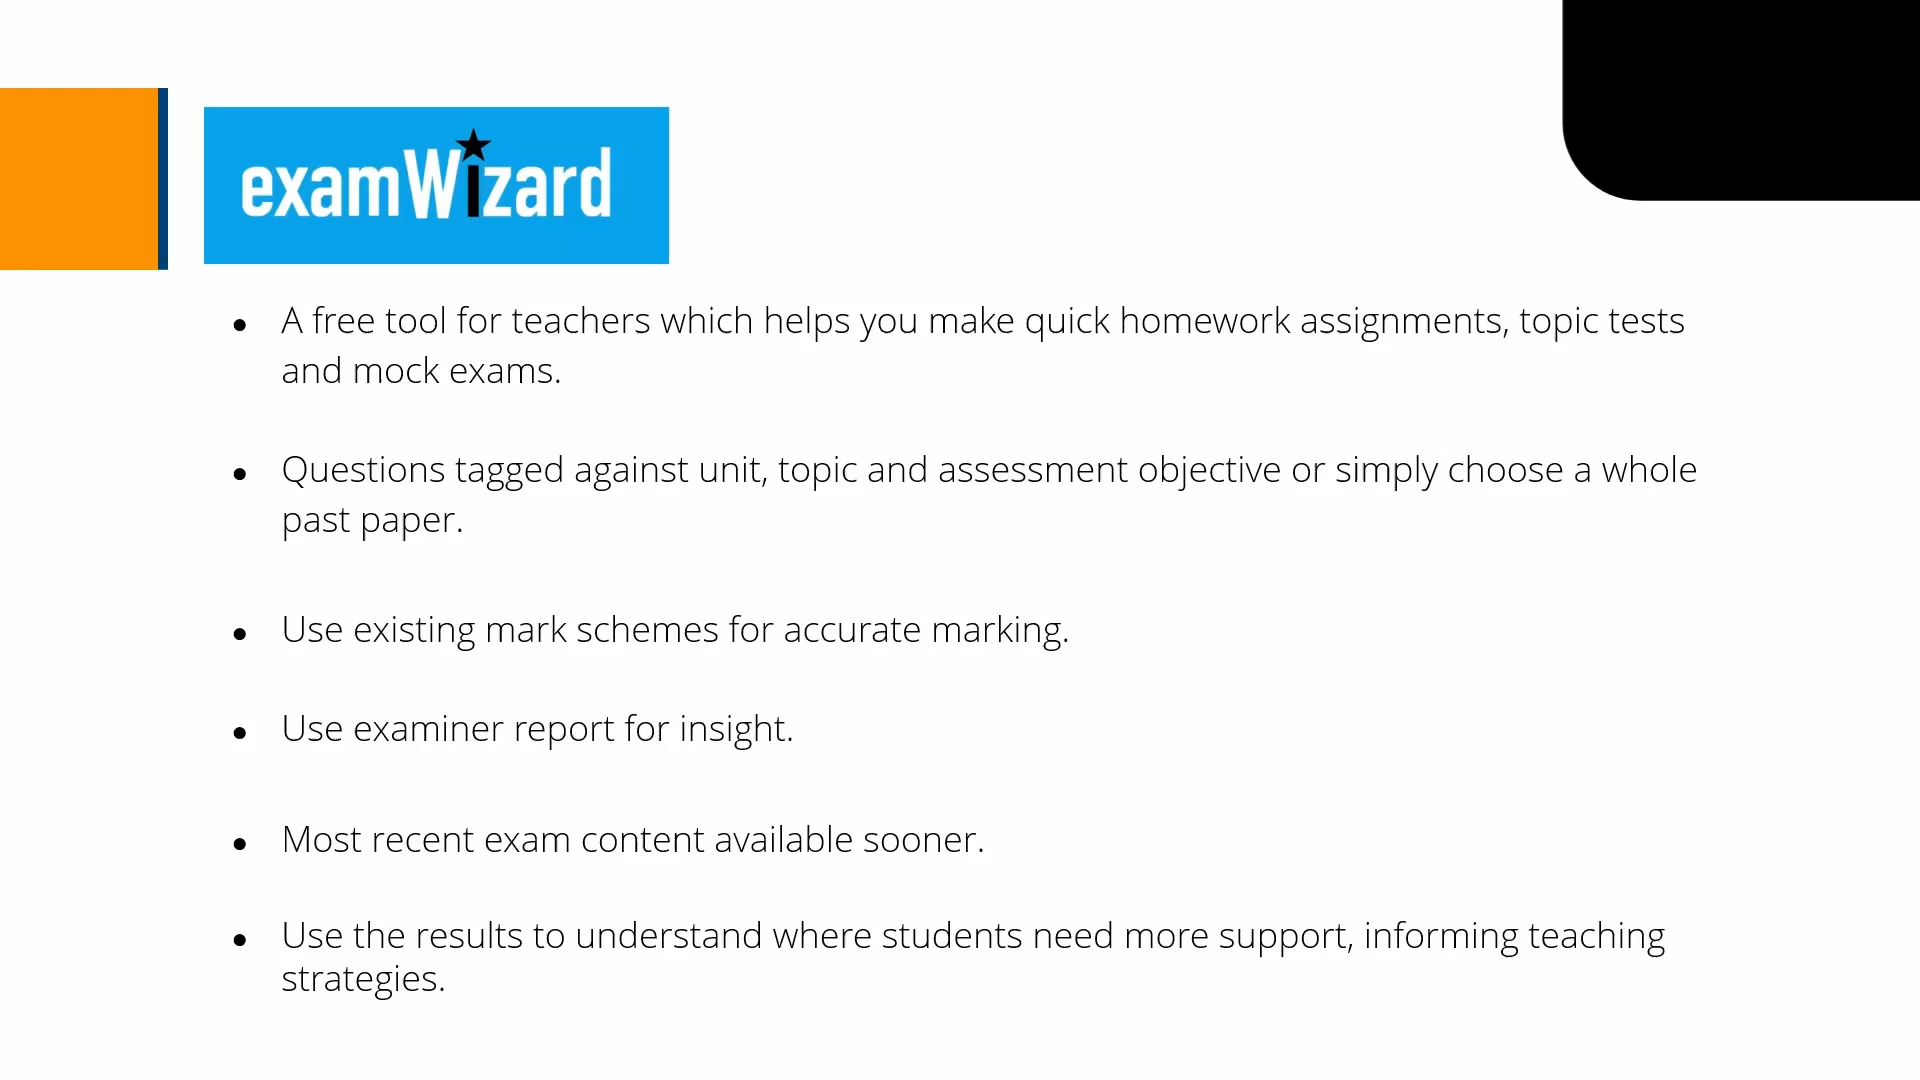 examWizard
● A free tool for teachers which helps you make quick homework assignments, topic tests
and mock exams.
● Questions tagged against unit, topic and assessment objective or simply choose a whole
past paper.
● Use existing mark schemes for accurate marking.
● Use examiner report for insight.
● Most recent exam content available sooner.
● Use the results to understand where students need more support, informing teaching
strategies.